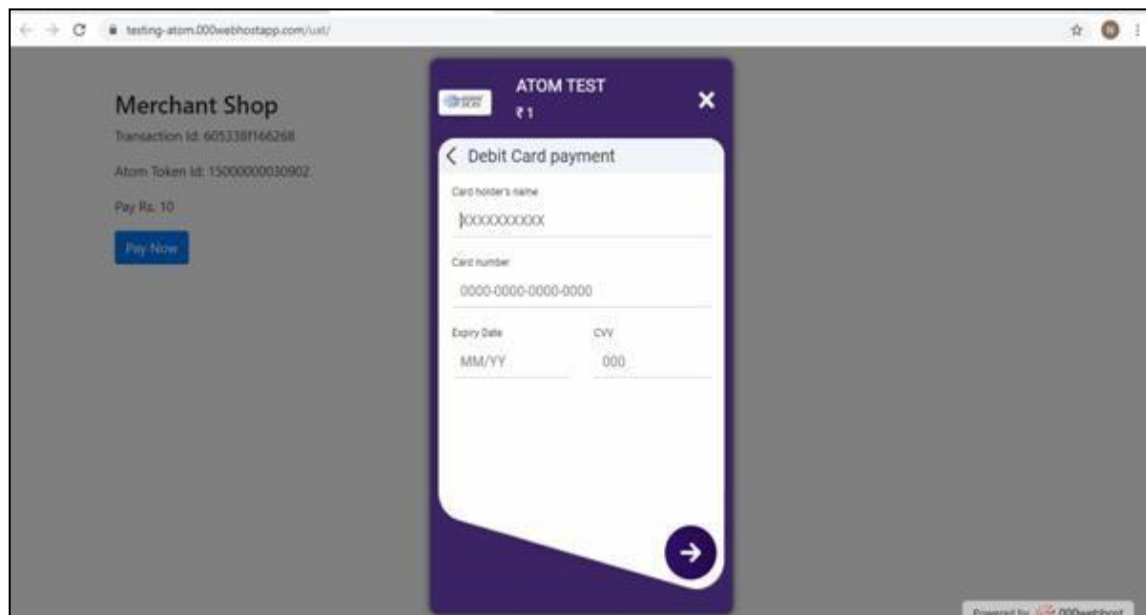 testing-atom.000webhostapp.com/uat/
N
Merchant Shop
Transaction Id: 605338f166268
Atom Token Id: 15000000030902
Pay Rs. 10
Pay Now
ATOM TEST
₹ 1
Debit Card payment
Card holder's name
XXXXXXXXXX
Card number
0000-0000-0000-0000
Expiry Date
CVV
MM/YY
000
Powered by 000webhost